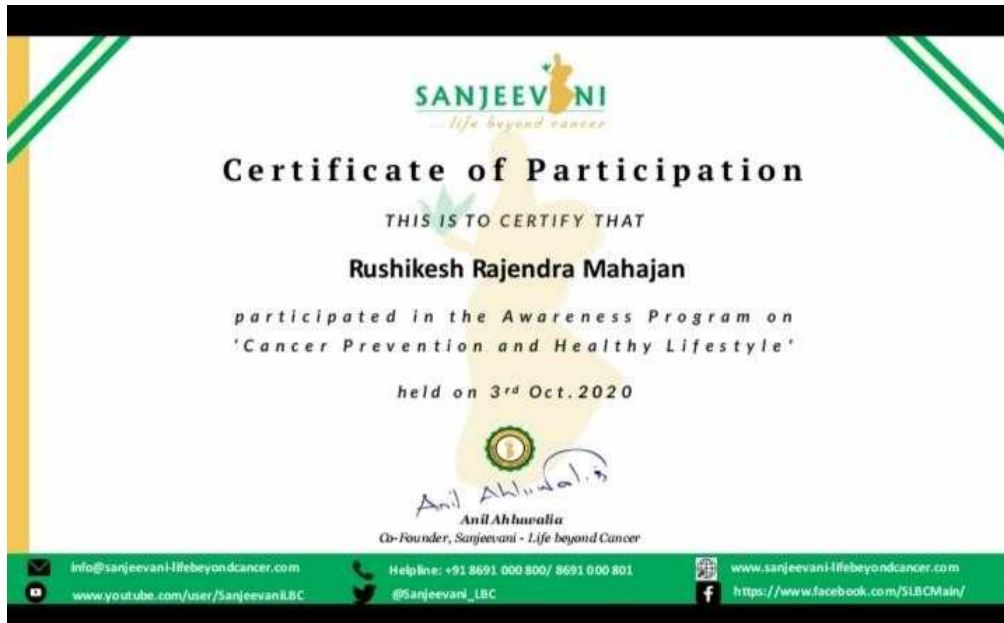 SANJEEVANI
... life beyond cancer
Certificate of Participation
THIS IS TO CERTIFY THAT
Rushikesh Rajendra Mahajan
participated in the Awareness Program on
'Cancer Prevention and Healthy Lifestyle'
held on 3rd Oct.2020
Anil Ahluwalia
Anil Ahluwalia
Co-Founder, Sanjeevani - Life beyond Cancer
info@sanjeevani-lifebeyondcancer.com Helpline: +91 8691 000 800/ 8691 000 801 www.sanjeevani-lifebeyondcancer.com
www.youtube.com/user/SanjeevaniLBC @Sanjeevani_LBC https://www.facebook.com/SLBCMain/